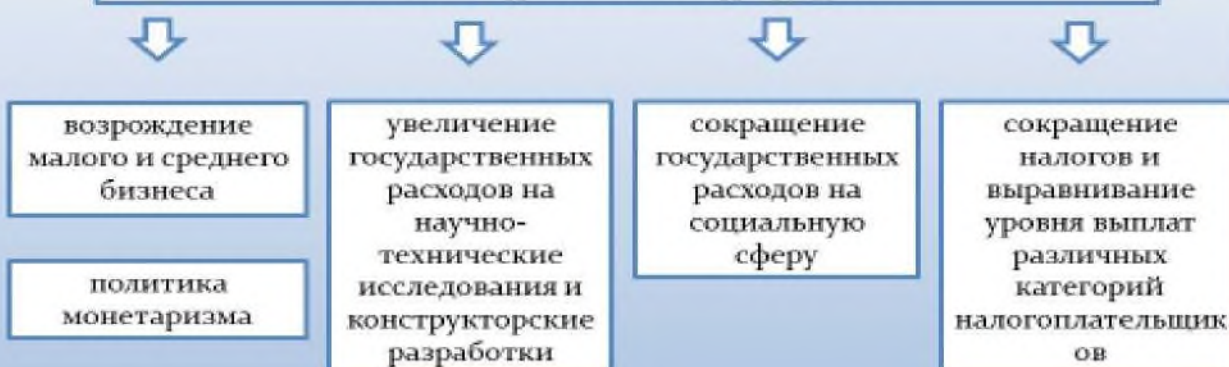 возрождение
малого и среднего
бизнеса
политика
монетаризма
увеличение
государственных
расходов на
научно-
технические
исследования и
конструкторские
разработки
сокращение
государственных
расходов на
социальную
сферу
сокращение
налогов и
выравнивание
уровня выплат
различных
категорий
налогоплательщик
ов